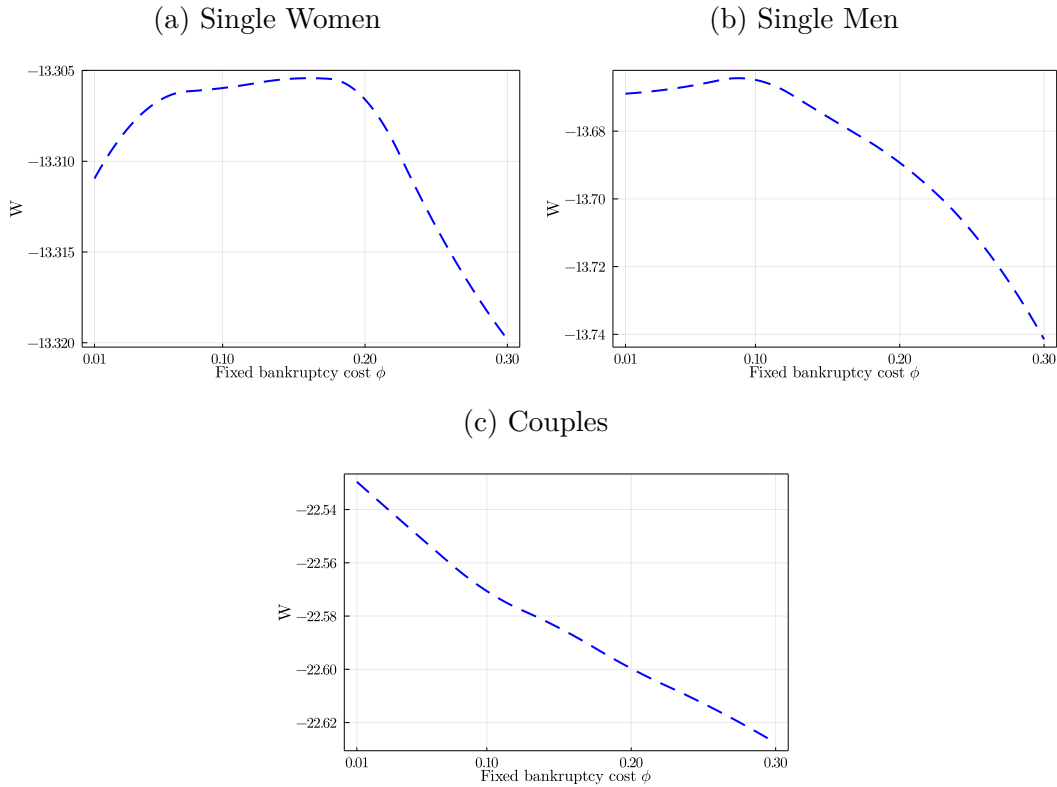 (a) Single Women
(b) Single Men
−13.305
−13.310
−13.315
−13.320
W
0.01 0.10 0.20 0.30
Fixed bankruptcy cost ϕ
−13.68
−13.70
−13.72
−13.74
W
0.01 0.10 0.20 0.30
Fixed bankruptcy cost ϕ
(c) Couples
−22.54
−22.56
−22.58
−22.60
−22.62
W
0.01 0.10 0.20 0.30
Fixed bankruptcy cost ϕ